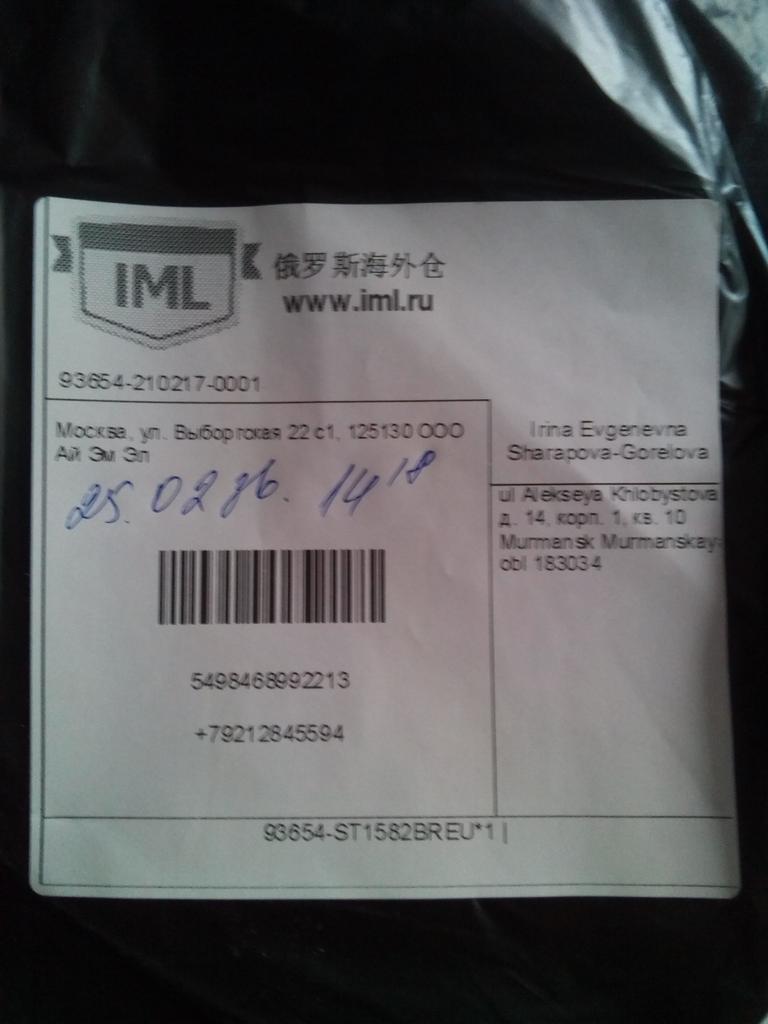 IML
俄罗斯海外仓
www.iml.ru
93654-210217-0001
Москва, ул. Выборгская 22 с1, 125130 ООО
Ай Эм Эл
25.02 зв. 14 18
5498468992213
+79212845594
Irina Evgenevna
Sharapova-Gorelova
ul Alekseya Khlobystova
д. 14, корп. 1, кв. 10
Murmansk Murmanskay
obl 183034
93654-ST1582BREU*1 |